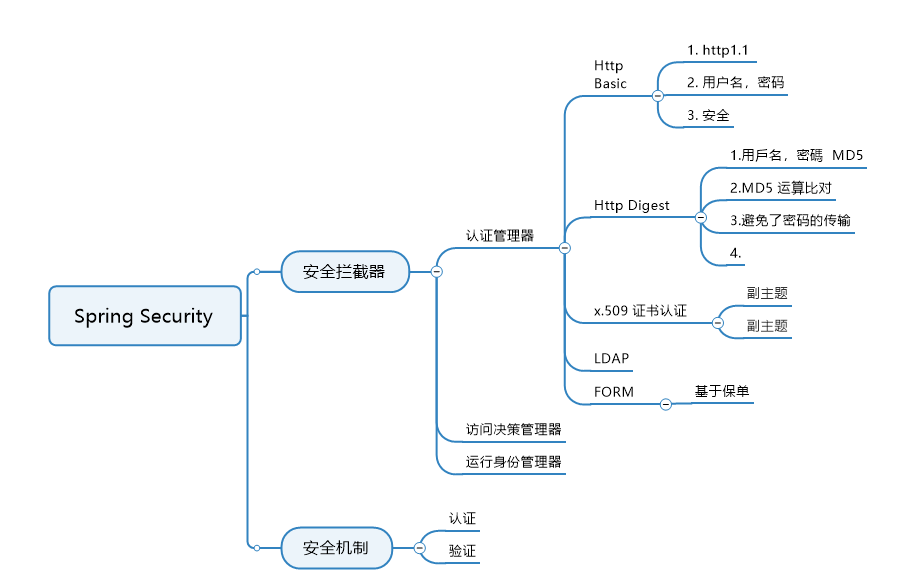 Spring Security
安全拦截器
认证管理器
Http
Basic
1. http1.1
2. 用户名，密码
3. 安全
Http Digest
1.用戶名，密碼 MD5
2.MD5 运算比对
3.避免了密码的传输
4.
x.509 证书认证
副主题
副主题
LDAP
FORM
基于保单
访问决策管理器
运行身份管理器
安全机制
认证
验证